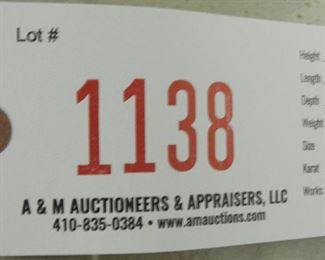 Lot #
1138
A & M AUCTIONEERS & APPRAISERS, LLC
410-835-0384 • www.amauctions.com
Height
Length
Depth
Weight
Size
Karat
Works